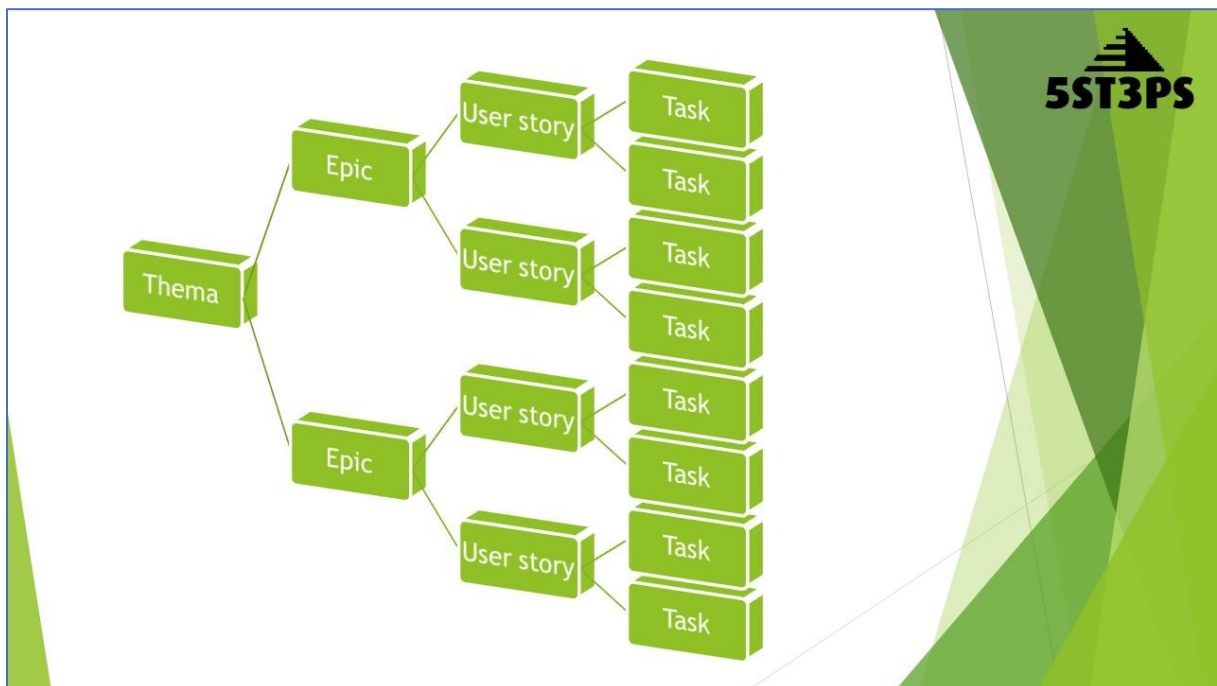 5ST3PS
Thema
Epic
User story
Task
Task
User story
Task
Task
Epic
User story
Task
Task
User story
Task
Task